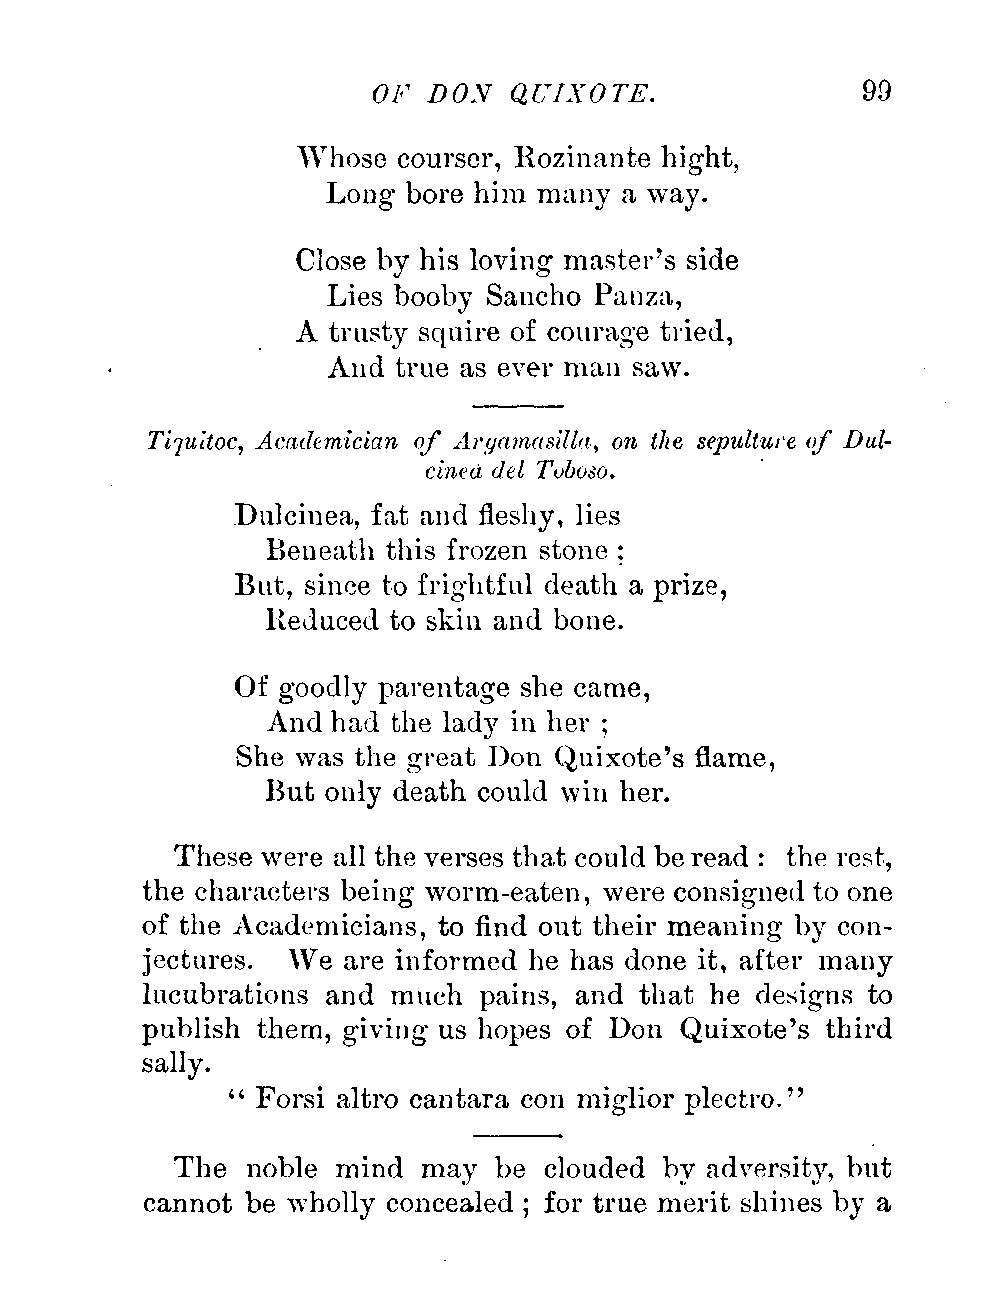 OF DON QUIXOTE. 99
Whose courser, Rozinante hight,
Long bore him many a way.
Close by his loving master's side
Lies booby Sancho Panza,
A trusty squire of courage tried,
And true as ever man saw.
Tiquitoc, Academician of Argamasilla, on the sepulture of Dul-
cinea del Toboso.
Dulcinea, fat and fleshy, lies
Beneath this frozen stone ;
But, since to frightful death a prize,
Reduced to skin and bone.
Of goodly parentage she came,
And had the lady in her ;
She was the great Don Quixote's flame,
But only death could win her.
These were all the verses that could be read : the rest,
the characters being worm-eaten, were consigned to one
of the Academicians, to find out their meaning by con-
jectures. We are informed he has done it, after many
lucubrations and much pains, and that he designs to
publish them, giving us hopes of Don Quixote's third
sally.
“ Forsi altro cantara con miglior plectro.”
The noble mind may be clouded by adversity, but
cannot be wholly concealed ; for true merit shines by a